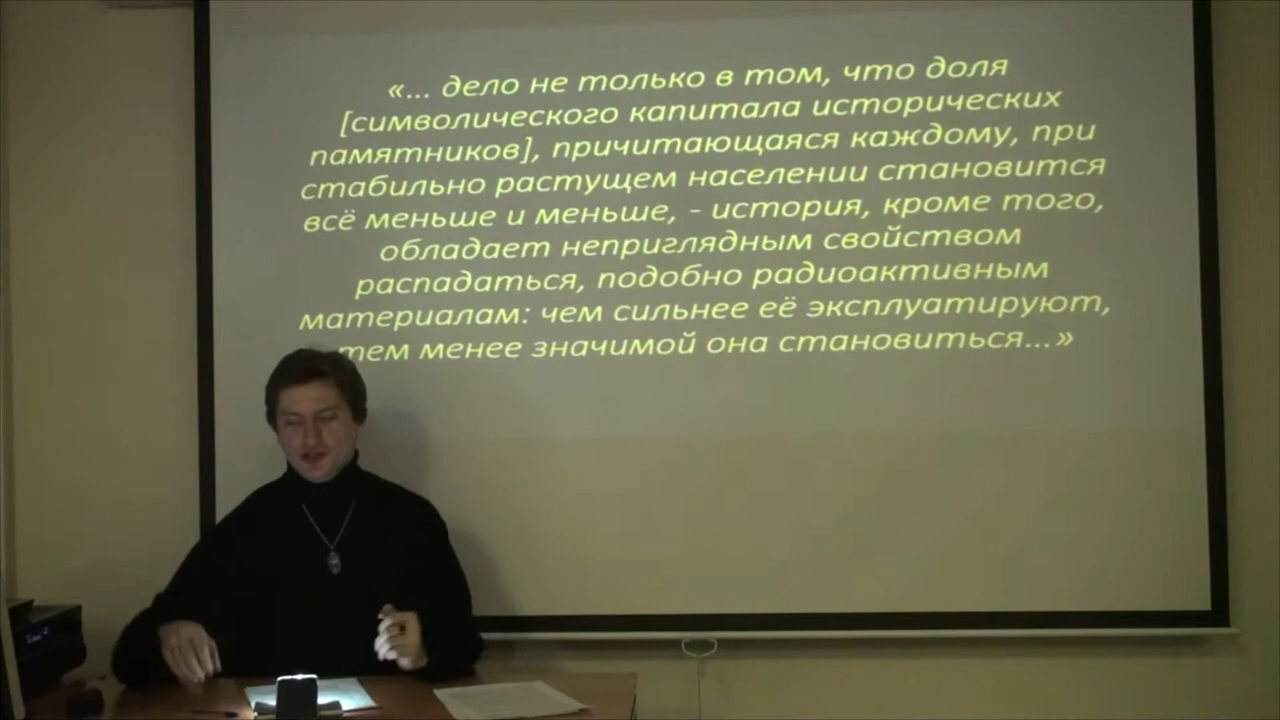 «... дело не только в том, что доля
[символического капитала исторических
памятников], причитающаяся каждому, при
стабильно растущем населении становится
всё меньше и меньше, - история, кроме того,
обладает неприглядным свойством
распадаться, подобно радиоактивным
материалам: чем сильнее её эксплуатируют,
тем менее значимой она становиться...»